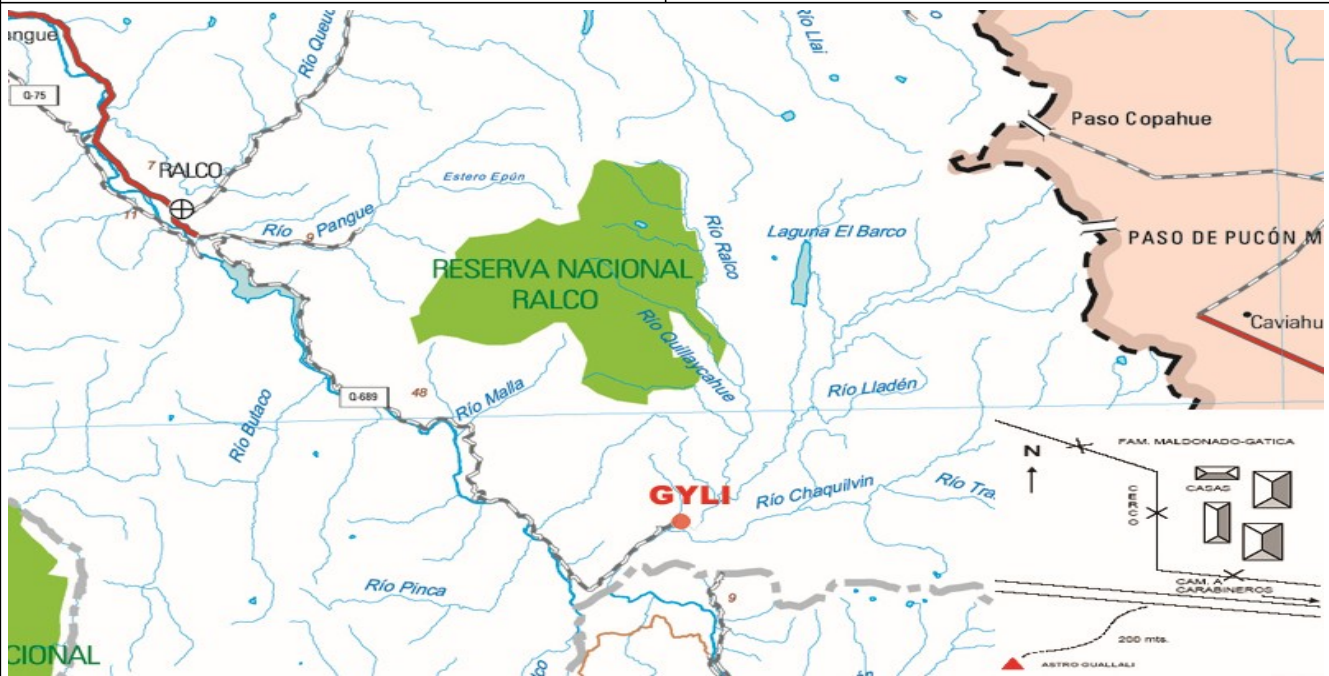 angue
Río Queuc
Río Llai
Q-75
Paso Copahue
7
RALCO
Estero Epún
11
Río Pangue
9
Río Ralco
Laguna El Barco
PASO DE PUCÓN M
RESERVA NACIONAL
RALCO
Río Quillaycahue
Caviahu
Río Lladén
Q-689
48
Río Malla
Río Butaco
N
FAM. MALDONADO-GATICA
CERCO
CASAS
GYLI
Río Chaquilvin
Río Tra
CAM. A
CARABINEROS
Río Pinca
9
200 mts.
CIONAL
ASTRO GUALLALI